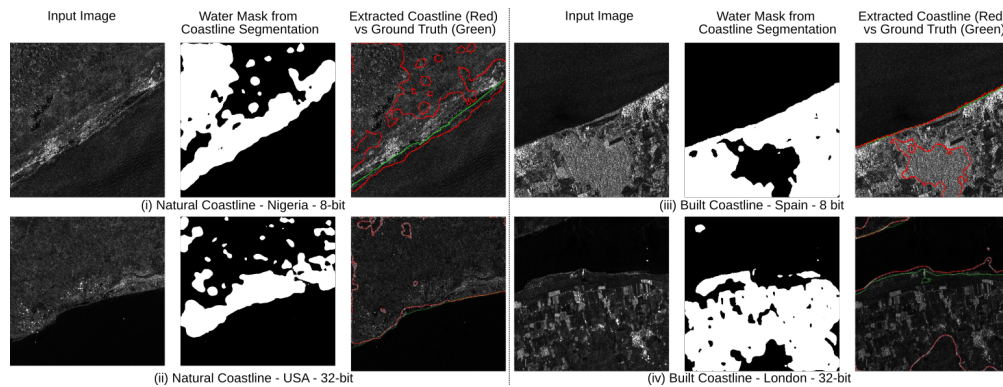 Input Image
Water Mask from
Coastline Segmentation
Extracted Coastline (Red)
vs Ground Truth (Green)
Input Image
Water Mask from
Coastline Segmentation
Extracted Coastline (Red)
vs Ground Truth (Green)
(i) Natural Coastline - Nigeria - 8-bit
(iii) Built Coastline - Spain - 8 bit
(ii) Natural Coastline - USA - 32-bit
(iv) Built Coastline - London - 32-bit